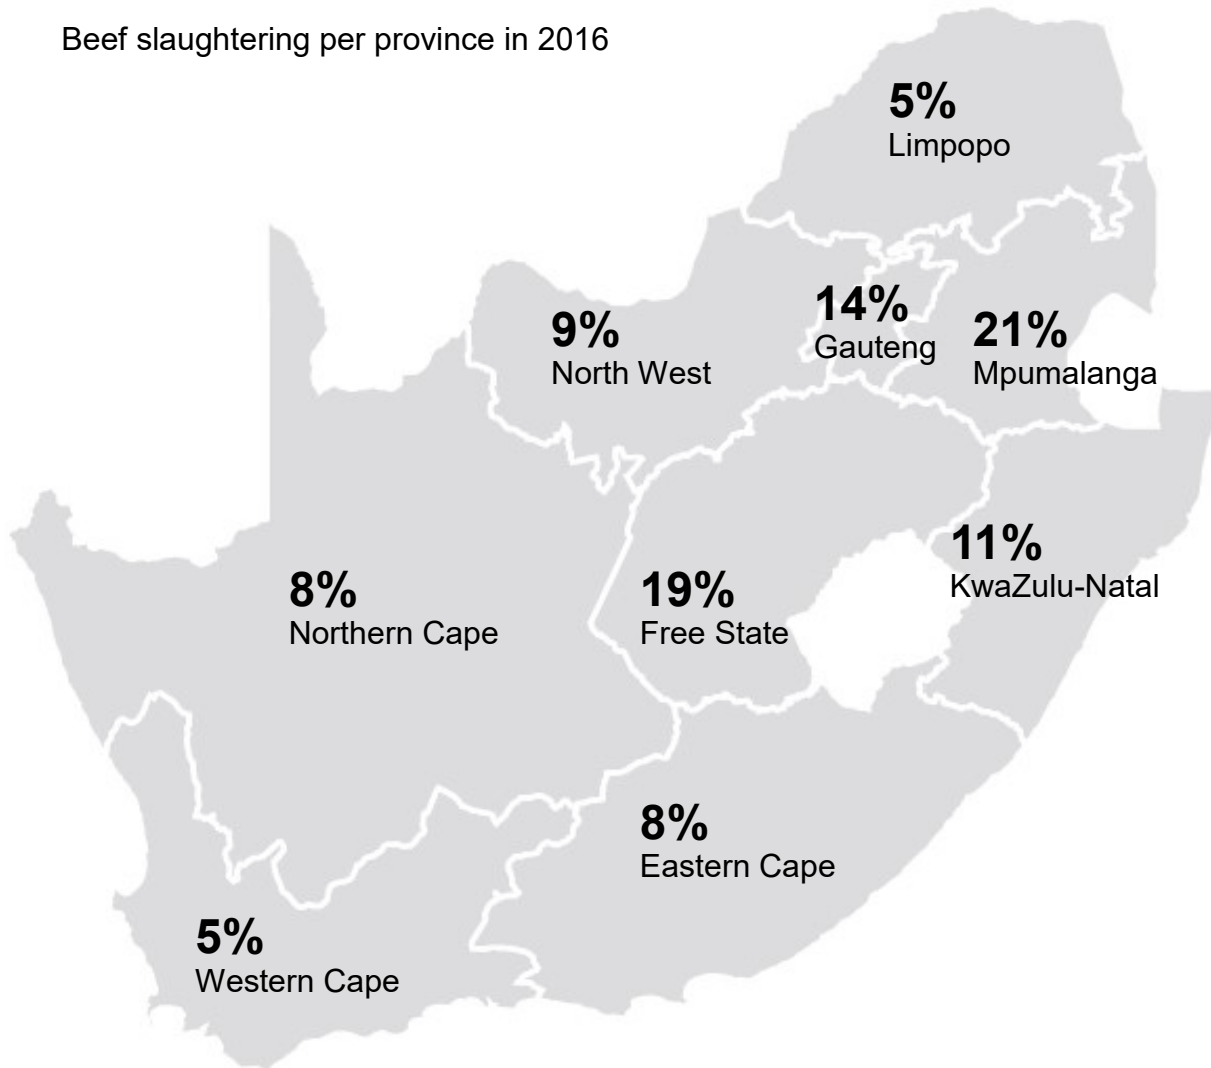 Beef slaughtering per province in 2016
5%
Limpopo
14%
Gauteng
21%
Mpumalanga
9%
North West
11%
KwaZulu-Natal
8%
Northern Cape
19%
Free State
8%
Eastern Cape
5%
Western Cape